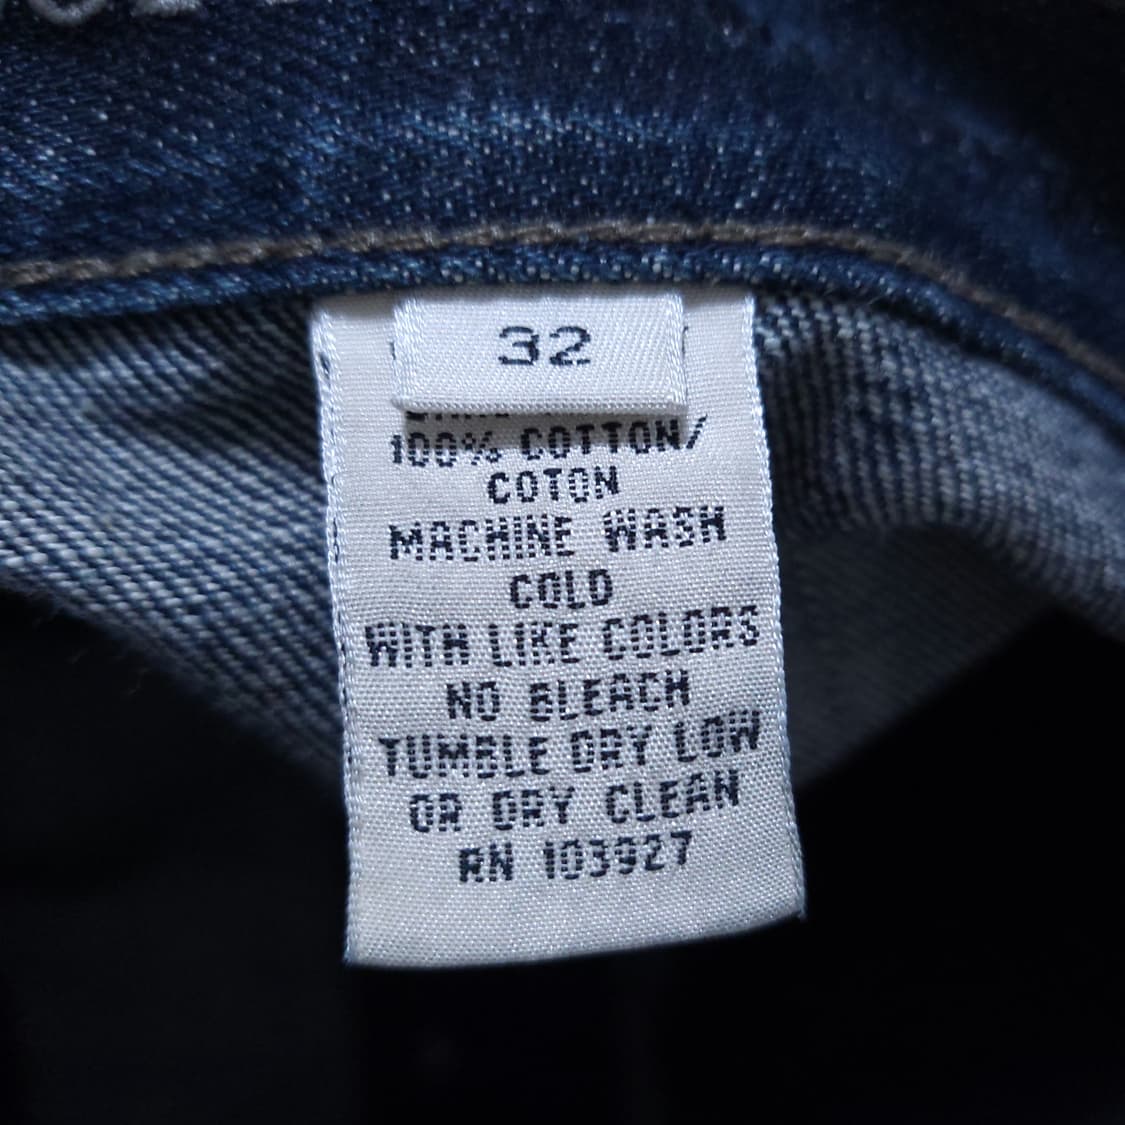 32
100% COTTON/
COTON
MACHINE WASH
COLD
WITH LIKE COLORS
NO BLEACH
TUMBLE DRY LOW
OR DRY CLEAN
RN 103927